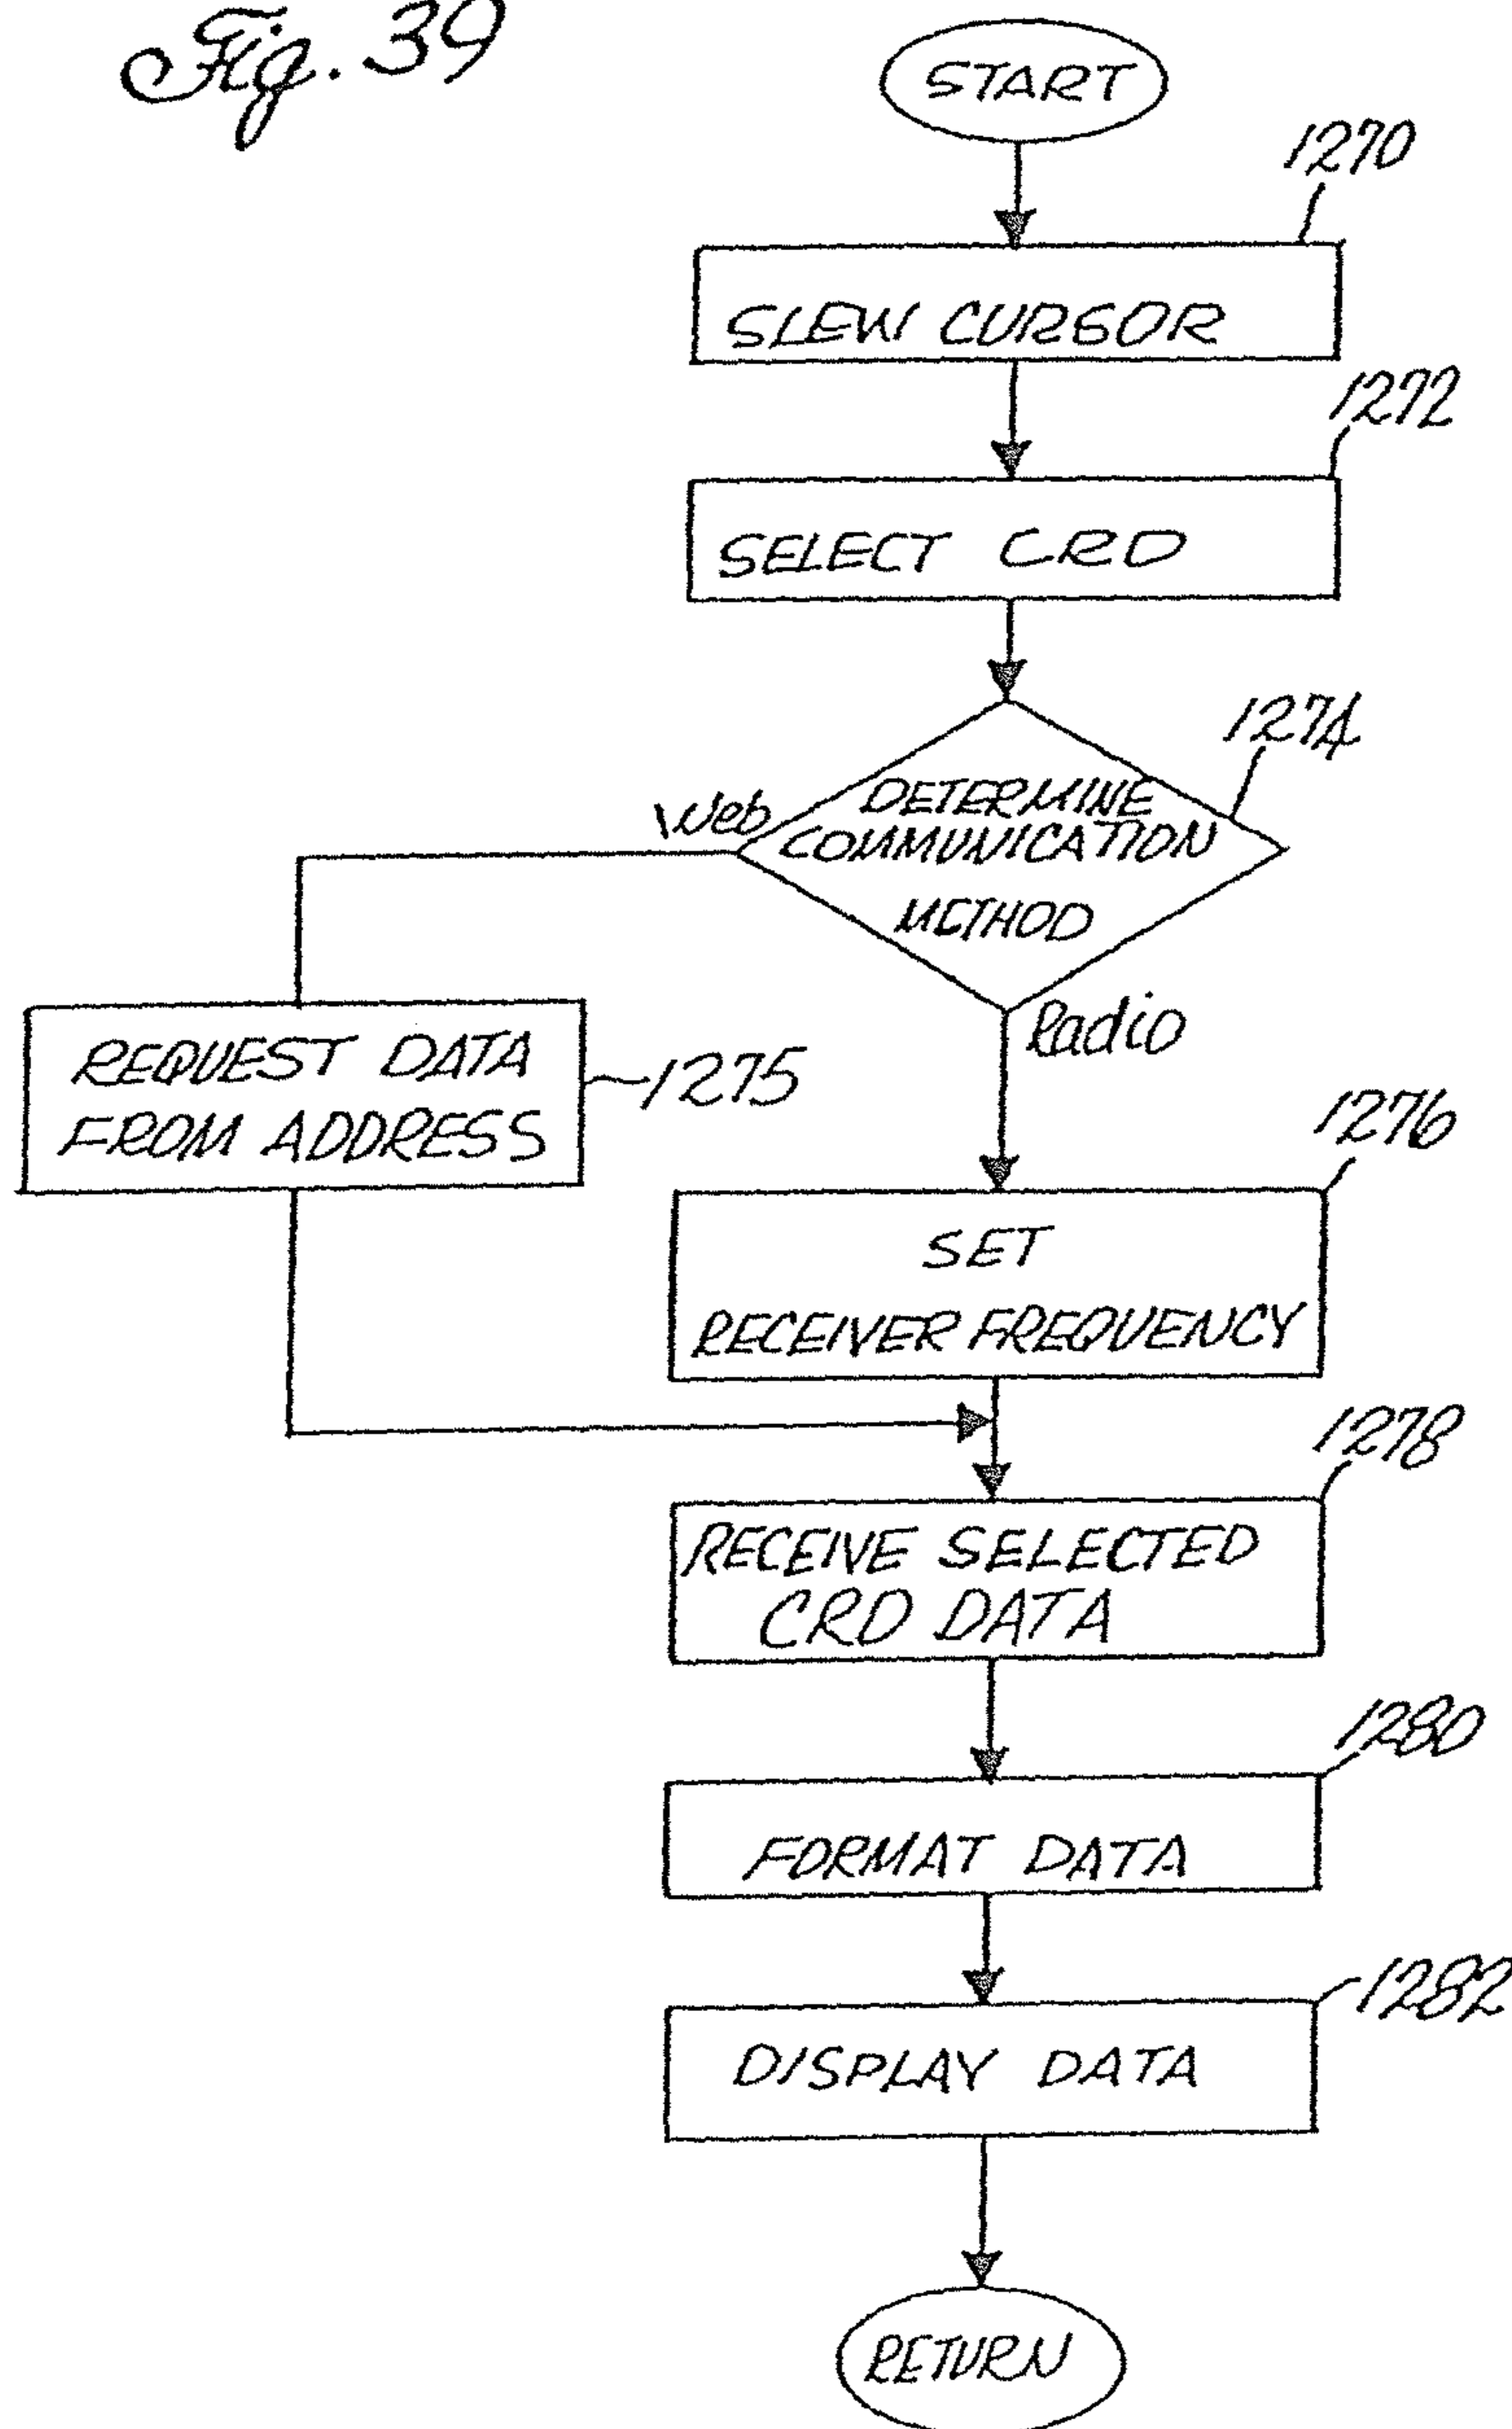 Fig. 39
START
1270
SLEW CURSOR
1272
SELECT CRD
1274
DETERMINE
COMMUNICATION
METHOD
Web
Radio
REQUEST DATA
FROM ADDRESS
1275
1276
SET
RECEIVER FREQUENCY
1278
RECEIVE SELECTED
CRD DATA
1280
FORMAT DATA
1282
DISPLAY DATA
RETURN